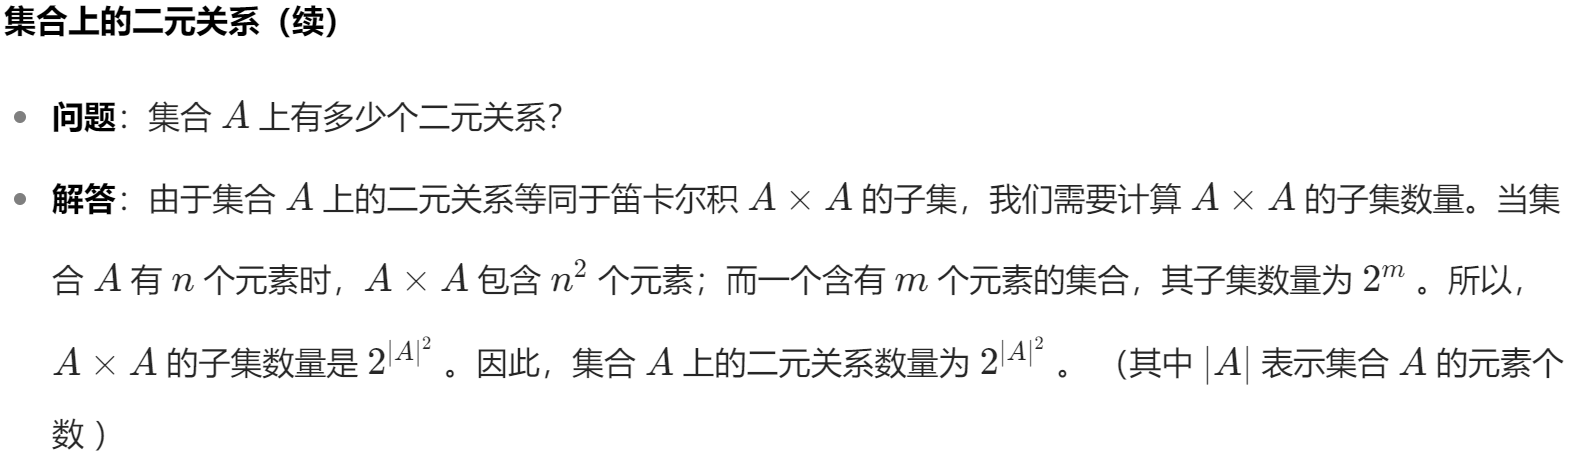 集合上的二元关系（续）
• 问题：集合 $A$ 上有多少个二元关系？
• 解答：由于集合 $A$ 上的二元关系等同于笛卡尔积 $A \times A$ 的子集，我们需要计算 $A \times A$ 的子集数量。当集
合 $A$ 有 $n$ 个元素时，$A \times A$ 包含 $n^2$ 个元素；而一个含有 $m$ 个元素的集合，其子集数量为 $2^m$ 。所以，
$A \times A$ 的子集数量是 $2^{|A|^2}$ 。因此，集合 $A$ 上的二元关系数量为 $2^{|A|^2}$ 。 （其中 $|A|$ 表示集合 $A$ 的元素个
数 ）